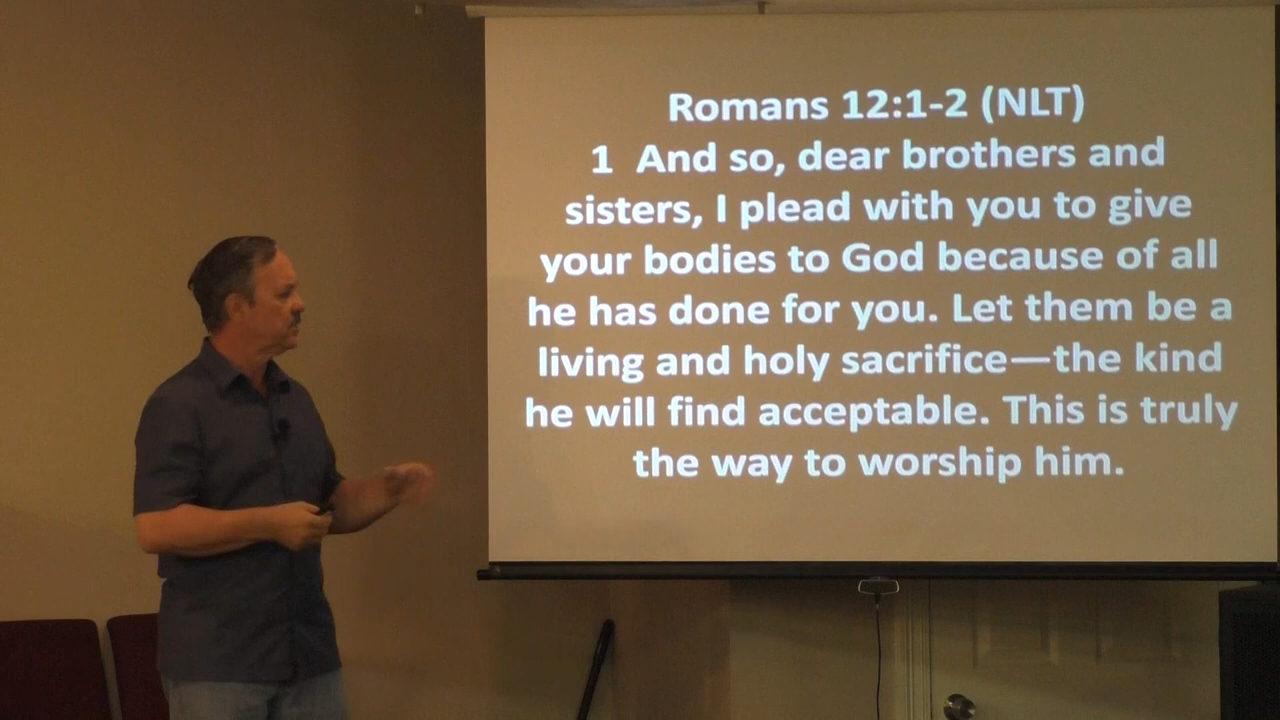 Romans 12:1-2 (NLT)
1 And so, dear brothers and
sisters, I plead with you to give
your bodies to God because of all
he has done for you. Let them be a
living and holy sacrifice—the kind
he will find acceptable. This is truly
the way to worship him.